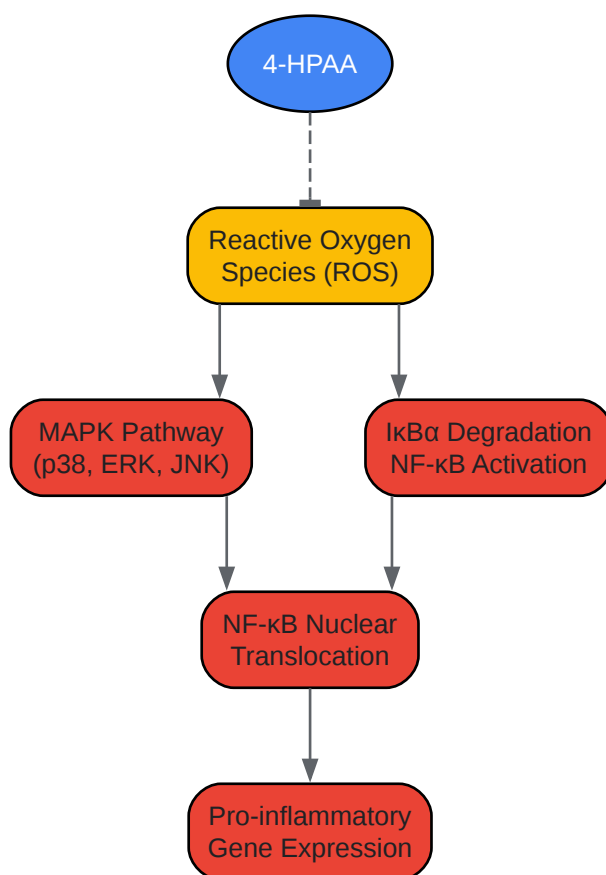 4-HPAA
Reactive Oxygen
Species (ROS)
MAPK Pathway
(p38, ERK, JNK)
IκBα Degradation
NF-κB Activation
NF-κB Nuclear
Translocation
Pro-inflammatory
Gene Expression